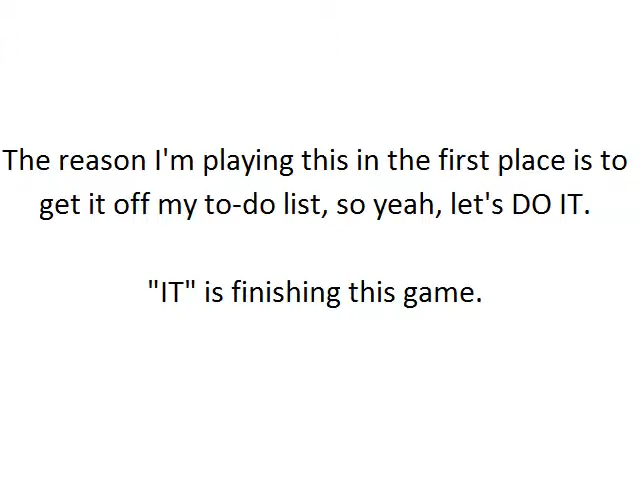 The reason I'm playing this in the first place is to
get it off my to-do list, so yeah, let's DO IT.
"IT" is finishing this game.